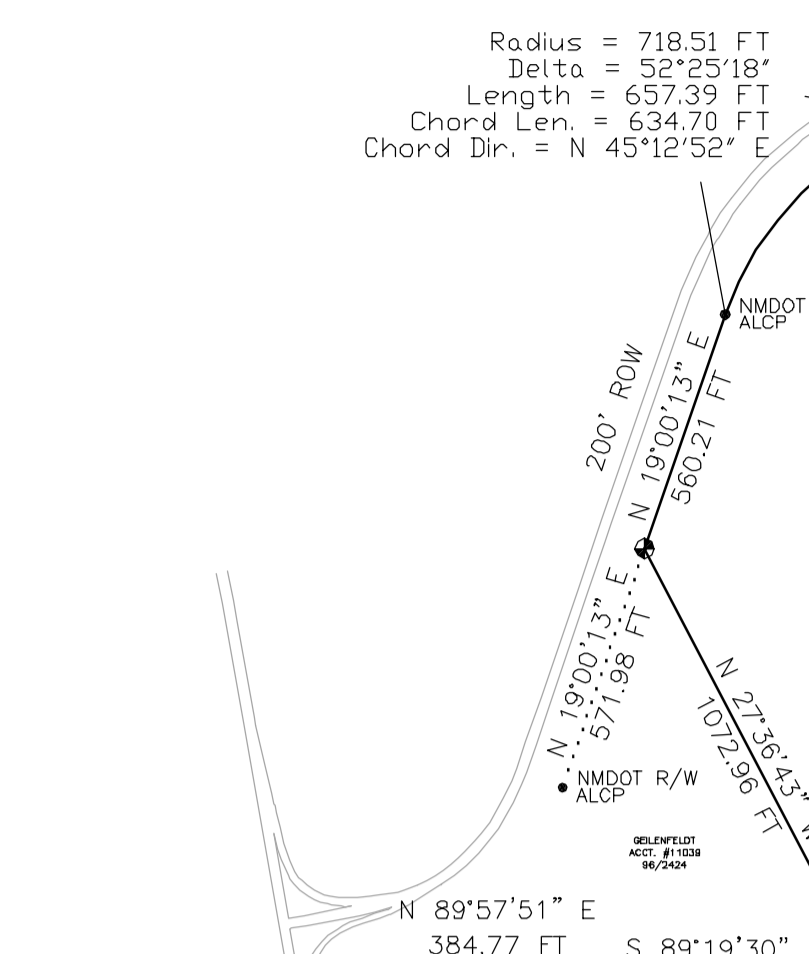 Radius = 718.51 FT
Delta = 52°25'18"
Length = 657.39 FT
Chord Len. = 634.70 FT
Chord Dir. = N 45°12'52" E
NMDOT
ALCP
200' ROW
N 19°00'13" E
560.21 FT
N 19°00'13" E
571.98 FT
N 27°36'43" W
1072.96 FT
NMDOT R/W
ALCP
GEILENFELDT
ACCT. #11039
96/2424
N 89°57'51" E
384.77 FT
S 89°19'30"